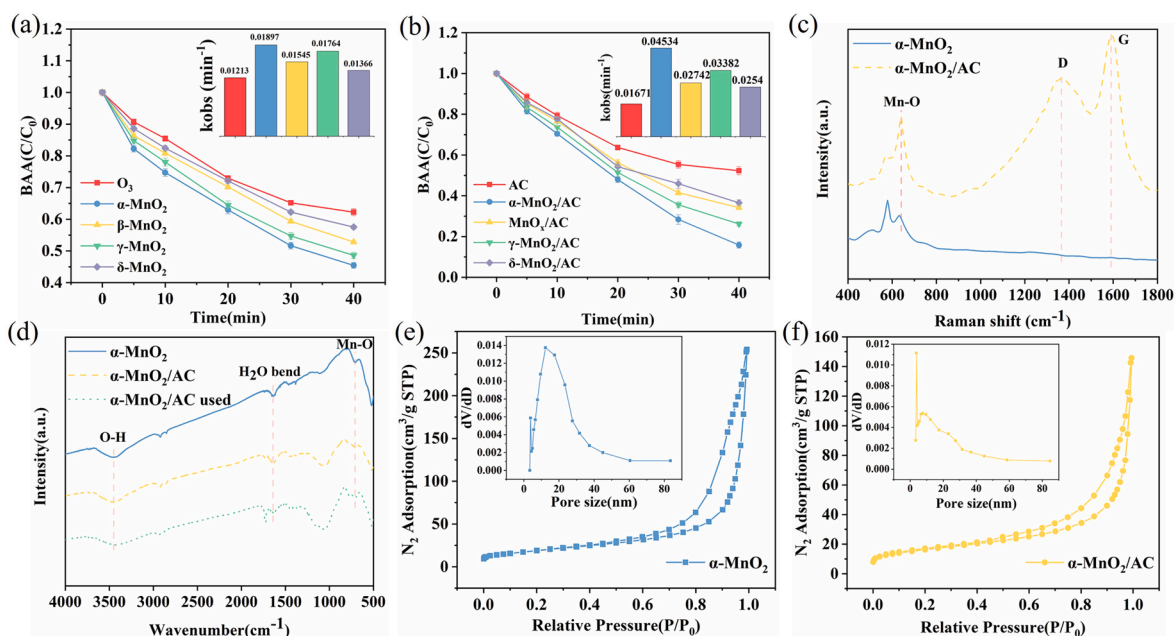 (a)
BAA(C/C₀)
1.2
1.1
1.0
0.9
0.8
0.7
0.6
0.5
0.4
0 10 20 30 40
Time(min)
O₃
α-MnO₂
β-MnO₂
γ-MnO₂
δ-MnO₂
kobs (min⁻¹)
0.01213
0.01897
0.01545
0.01764
0.01366
(b)
BAA(C/C₀)
1.2
1.0
0.8
0.6
0.4
0.2
0.0
0 10 20 30 40
Time(min)
AC
α-MnO₂/AC
MnOₓ/AC
γ-MnO₂/AC
δ-MnO₂/AC
kobs (min⁻¹)
0.01671
0.04534
0.02742
0.03382
0.0254
(c)
Intensity(a.u.)
α-MnO₂
α-MnO₂/AC
Mn-O
D
G
400 600 800 1000 1200 1400 1600 1800
Raman shift (cm⁻¹)
(d)
Intensity(a.u.)
α-MnO₂
α-MnO₂/AC
α-MnO₂/AC used
O-H
H₂O bend
Mn-O
4000 3500 3000 2500 2000 1500 1000 500
Wavenumber(cm⁻¹)
(e)
N₂ Adsorption(cm³/g STP)
250
200
150
100
50
0
0.0 0.2 0.4 0.6 0.8 1.0
Relative Pressure(P/P₀)
α-MnO₂
dV/dD
0.014
0.012
0.010
0.008
0.006
0.004
0.002
0.000
0 20 40 60 80
Pore size(nm)
(f)
N₂ Adsorption(cm³/g STP)
160
140
120
100
80
60
40
20
0
0.0 0.2 0.4 0.6 0.8 1.0
Relative Pressure(P/P₀)
α-MnO₂/AC
dV/dD
0.012
0.010
0.008
0.006
0.004
0.002
0.000
0 20 40 60 80
Pore size(nm)